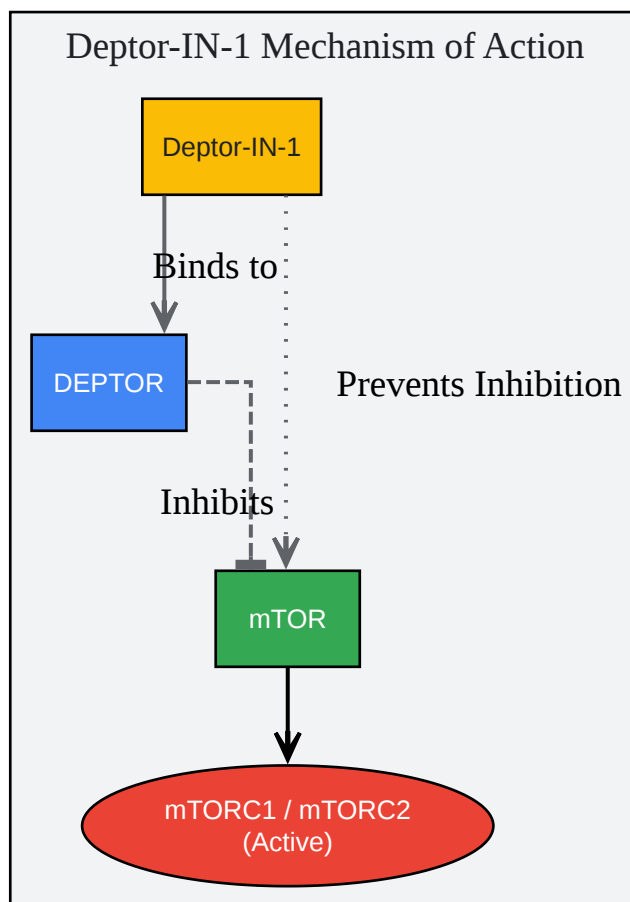 Deptor-IN-1 Mechanism of Action
Deptor-IN-1
Binds to
DEPTOR
Prevents Inhibition
Inhibits
mTOR
mTORC1 / mTORC2
(Active)